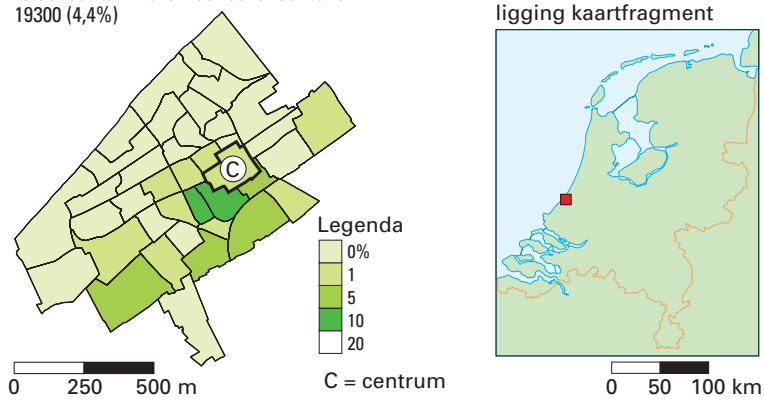 19300 (4,4%)
ligging kaartfragment
C
Legenda
0%
1
5
10
20
0 250 500 m
C = centrum
0 50 100 km